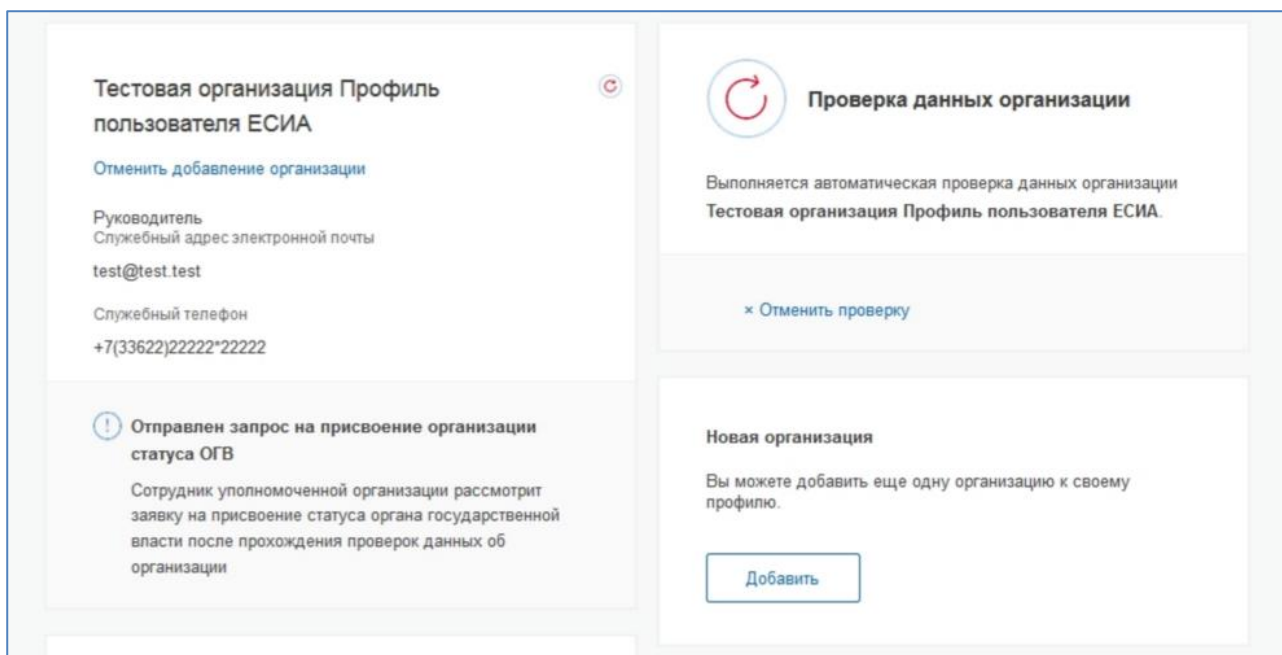 Тестовая организация Профиль
пользователя ЕСИА
Отменить добавление организации
Руководитель
Служебный адрес электронной почты
test@test.test
Служебный телефон
+7(33622)22222*22222
Отправлен запрос на присвоение организации
статуса ОГВ
Сотрудник уполномоченной организации рассмотрит
заявку на присвоение статуса органа государственной
власти после прохождения проверок данных об
организации
Проверка данных организации
Выполняется автоматическая проверка данных организации
Тестовая организация Профиль пользователя ЕСИА.
× Отменить проверку
Новая организация
Вы можете добавить еще одну организацию к своему
профилю.
Добавить